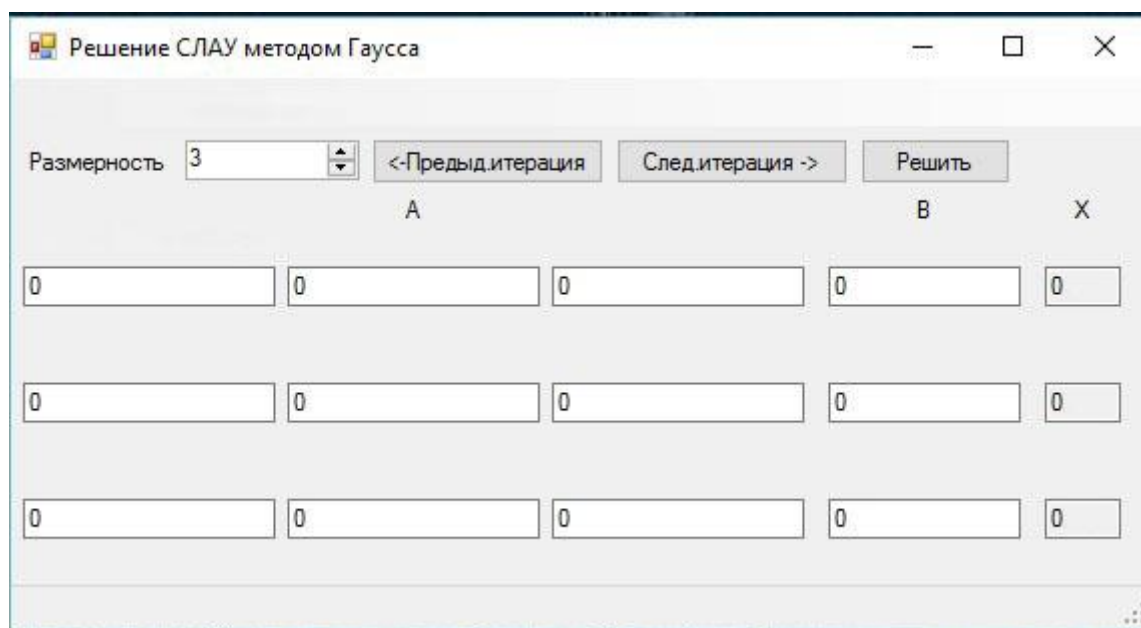 Решение СЛАУ методом Гаусса
Размерность 3 <-Предыд.итерация След.итерация -> Решить
A B X
0 0 0 0 0
0 0 0 0 0
0 0 0 0 0